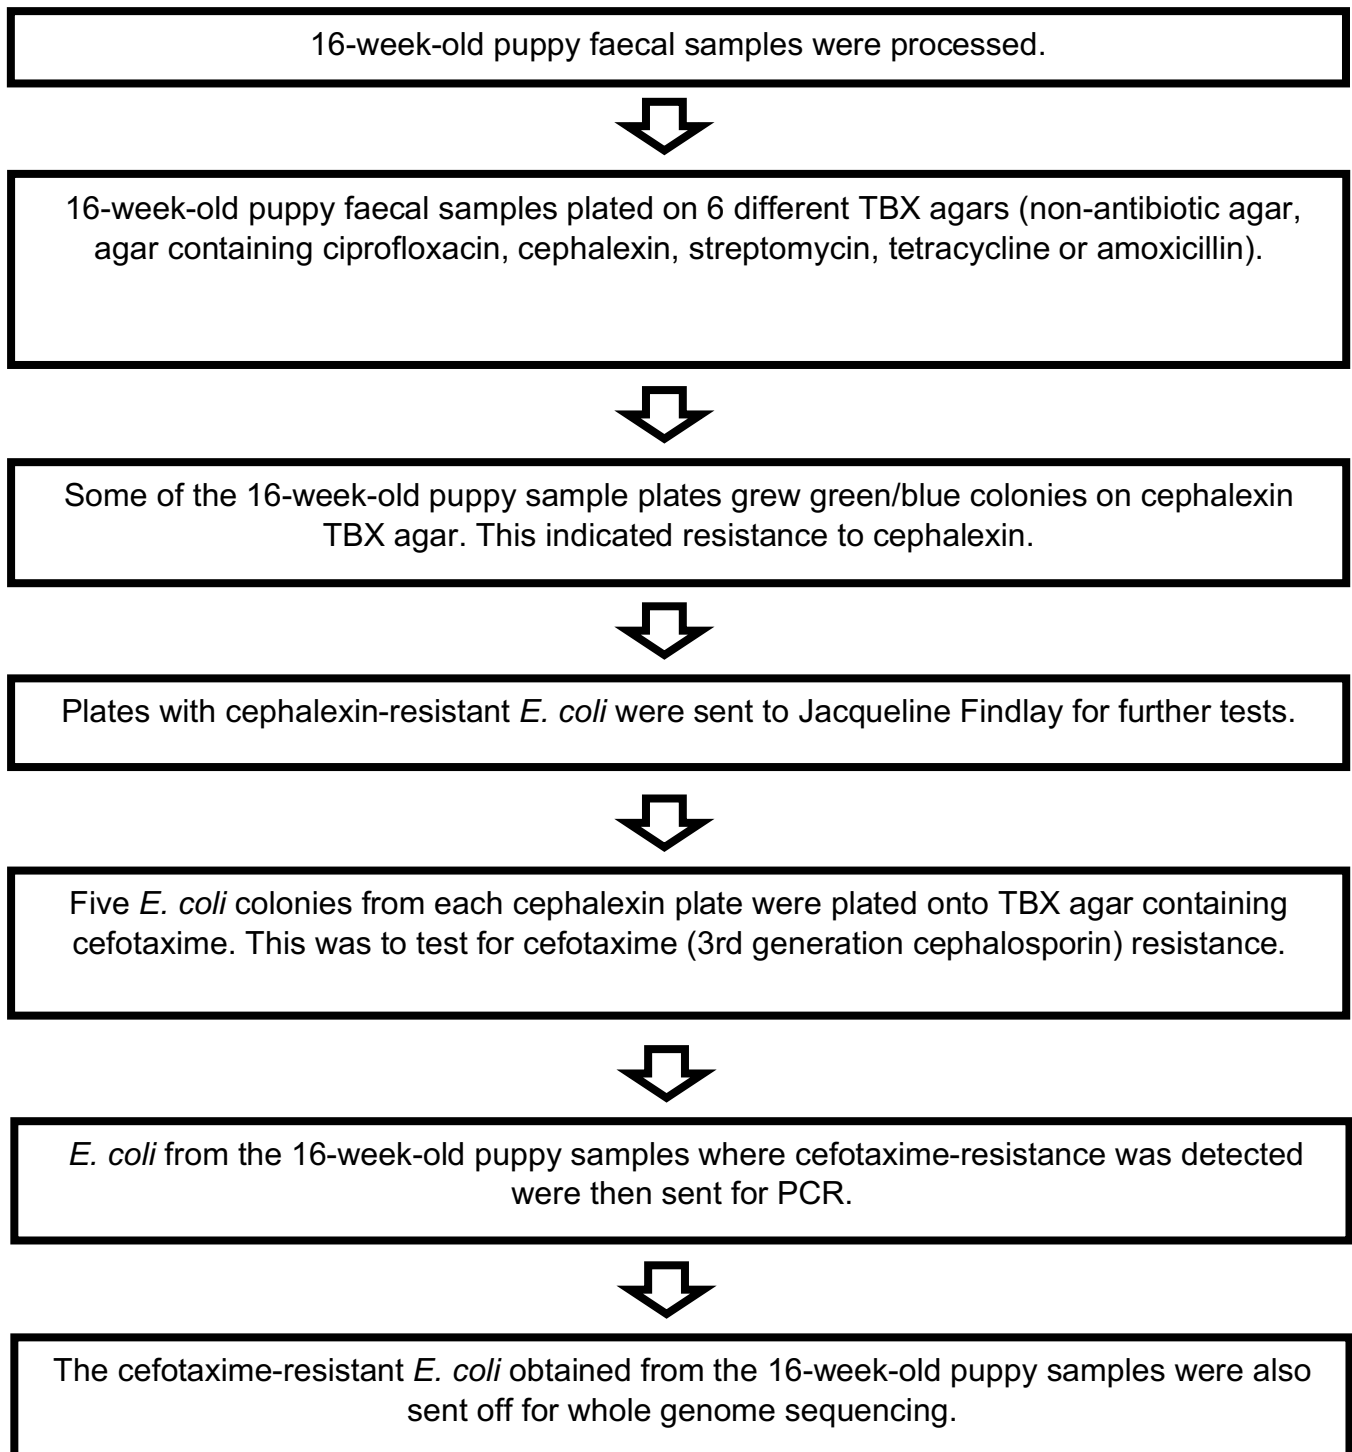 16-week-old puppy faecal samples were processed.
16-week-old puppy faecal samples plated on 6 different TBX agars (non-antibiotic agar,
agar containing ciprofloxacin, cephalexin, streptomycin, tetracycline or amoxicillin).
Some of the 16-week-old puppy sample plates grew green/blue colonies on cephalexin
TBX agar. This indicated resistance to cephalexin.
Plates with cephalexin-resistant E. coli were sent to Jacqueline Findlay for further tests.
Five E. coli colonies from each cephalexin plate were plated onto TBX agar containing
cefotaxime. This was to test for cefotaxime (3rd generation cephalosporin) resistance.
E. coli from the 16-week-old puppy samples where cefotaxime-resistance was detected
were then sent for PCR.
The cefotaxime-resistant E. coli obtained from the 16-week-old puppy samples were also
sent off for whole genome sequencing.